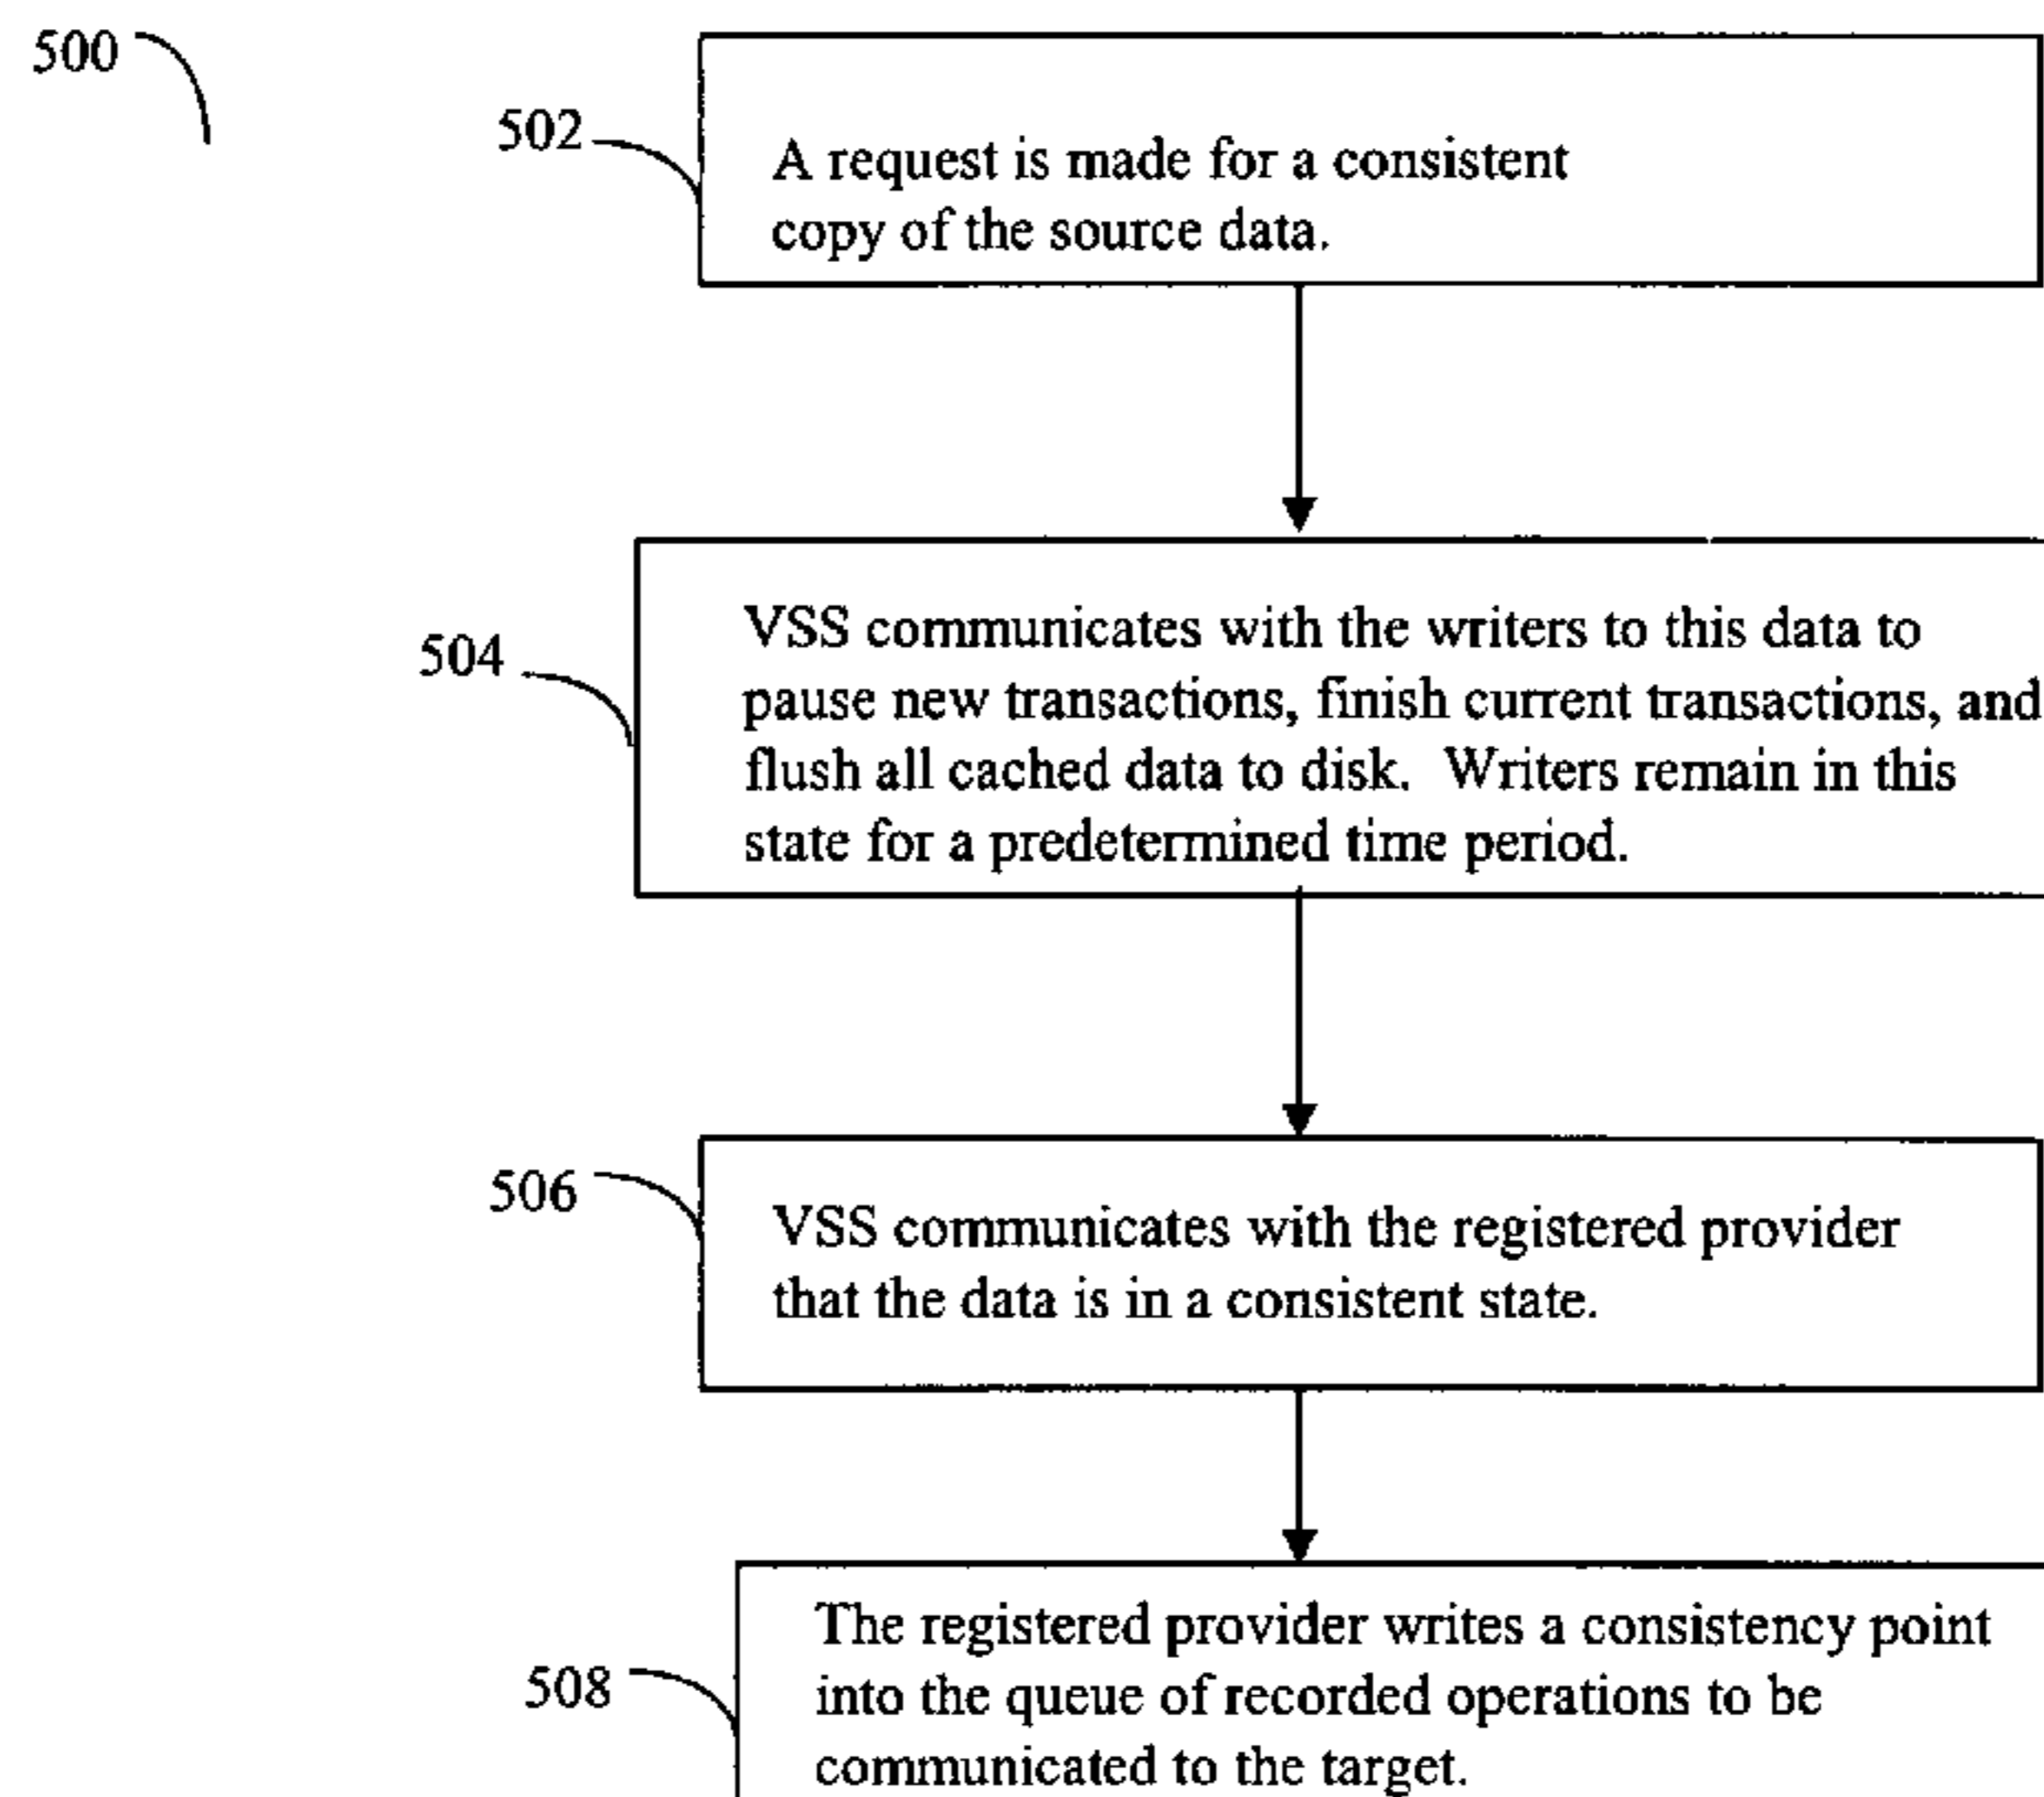 500
502
A request is made for a consistent
copy of the source data.
504
VSS communicates with the writers to this data to
pause new transactions, finish current transactions, and
flush all cached data to disk. Writers remain in this
state for a predetermined time period.
506
VSS communicates with the registered provider
that the data is in a consistent state.
508
The registered provider writes a consistency point
into the queue of recorded operations to be
communicated to the target.